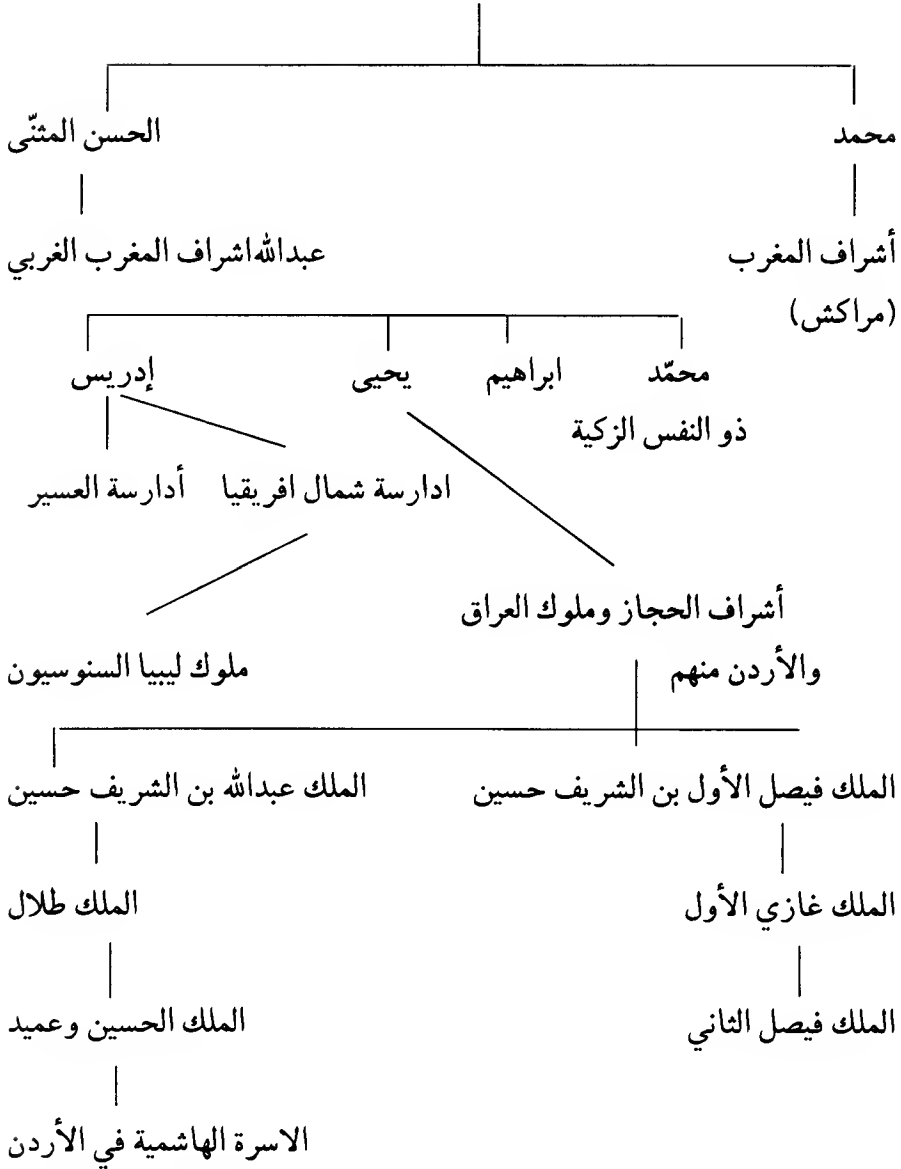 محمد الحسن المثنّى
أشراف المغرب عبداللهاشراف المغرب الغربي
(مراكش)
محمّد ابراهيم يحيى إدريس
ذو النفس الزكية
ادارسة شمال افريقيا أدارسة العسير
أشراف الحجاز وملوك العراق
والأردن منهم ملوك ليبيا السنوسيون
الملك فيصل الأول بن الشريف حسين الملك عبدالله بن الشريف حسين
الملك غازي الأول الملك طلال
الملك فيصل الثاني الملك الحسين وعميد
الاسرة الهاشمية في الأردن